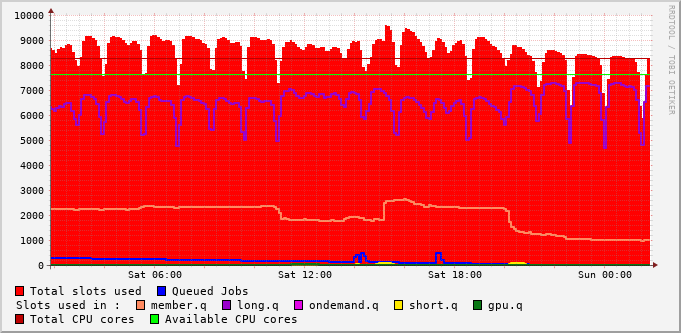 10000
9000
8000
7000
6000
5000
4000
3000
2000
1000
0
Sat 06:00 Sat 12:00 Sat 18:00 Sun 00:00
Total slots used Queued Jobs
Slots used in : member.q long.q ondemand.q short.q gpu.q
Total CPU cores Available CPU cores
RRDTOOL / TOBI OETIKER